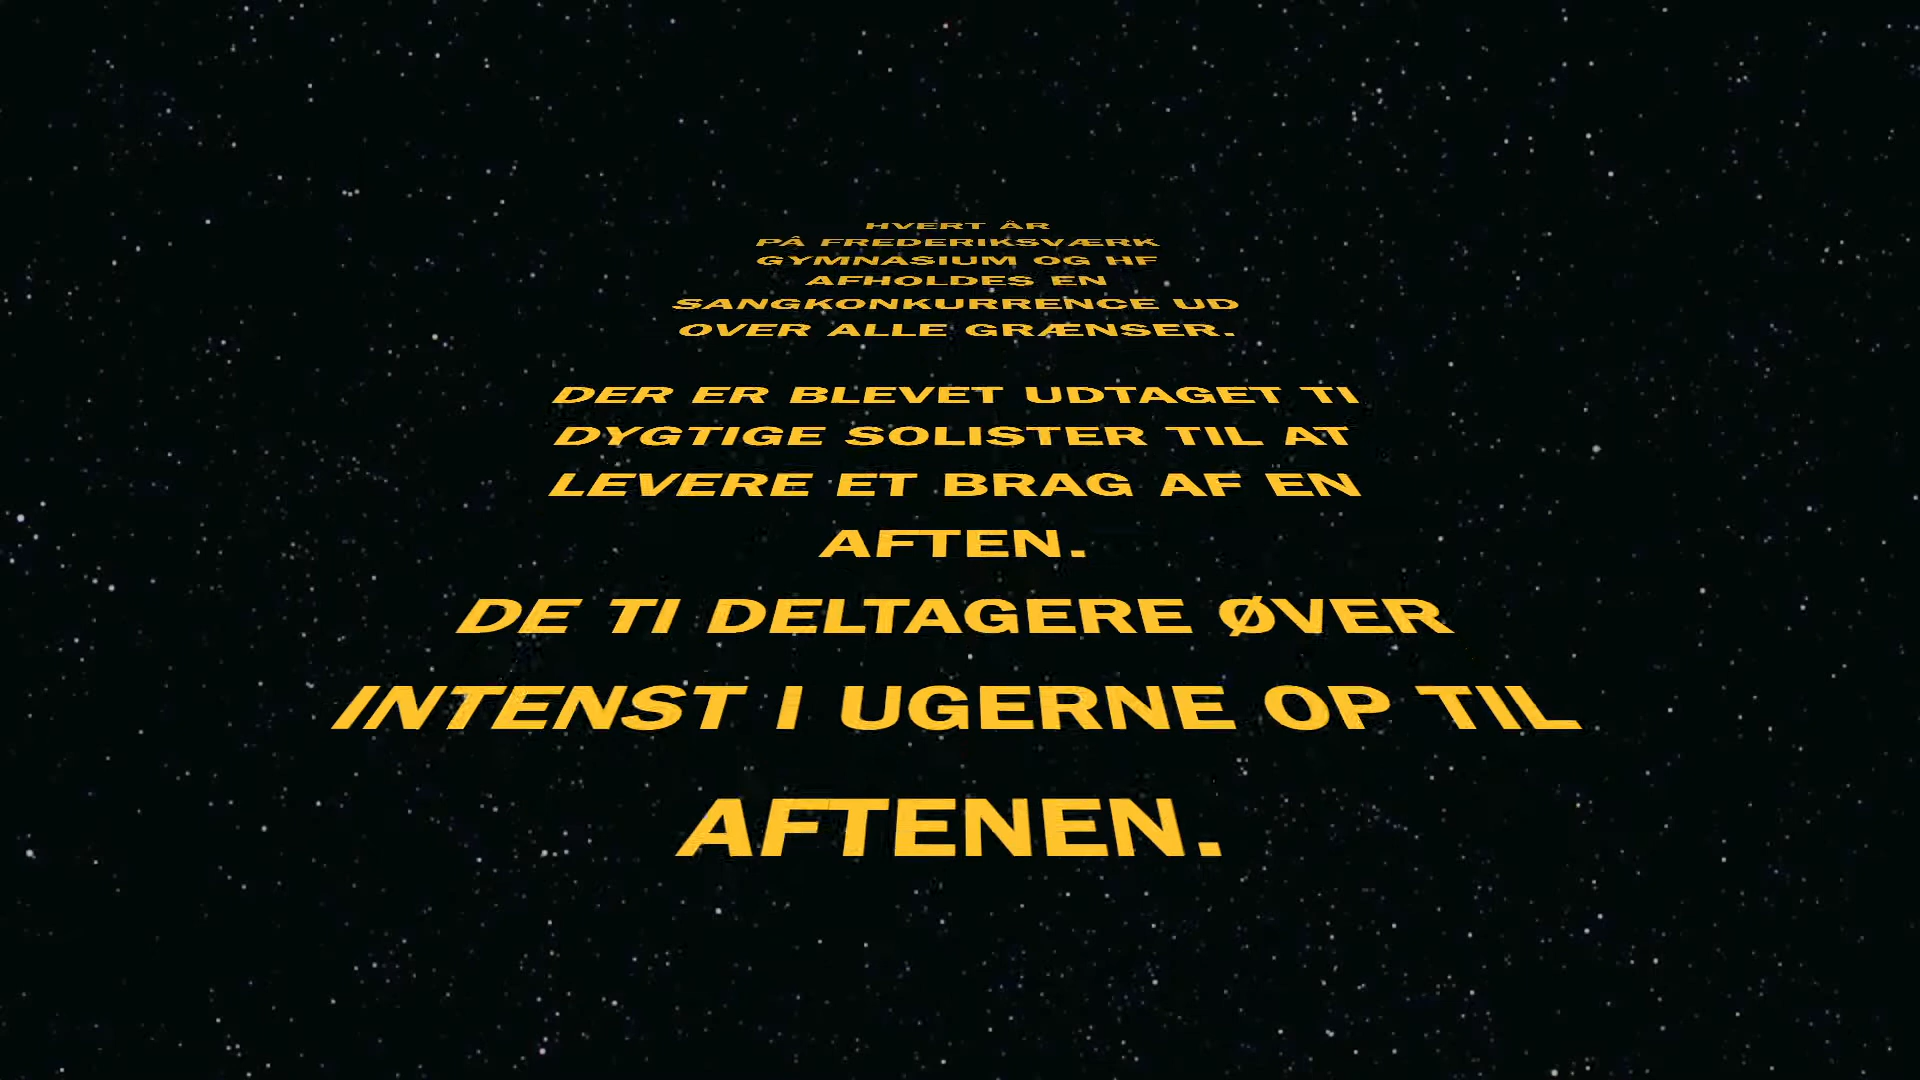 HVERT ÅR
PÅ FREDERIKSVÆRK
GYMNASIUM OG HF
AFHOLDES EN
SANGKONKURRENCE UD
OVER ALLE GRÆNSER.
DER ER BLEVET UDTAGET TI
DYGTIGE SOLISTER TIL AT
LEVERE ET BRAG AF EN
AFTEN.
DE TI DELTAGERE ØVER
INTENST I UGERNE OP TIL
AFTENEN.